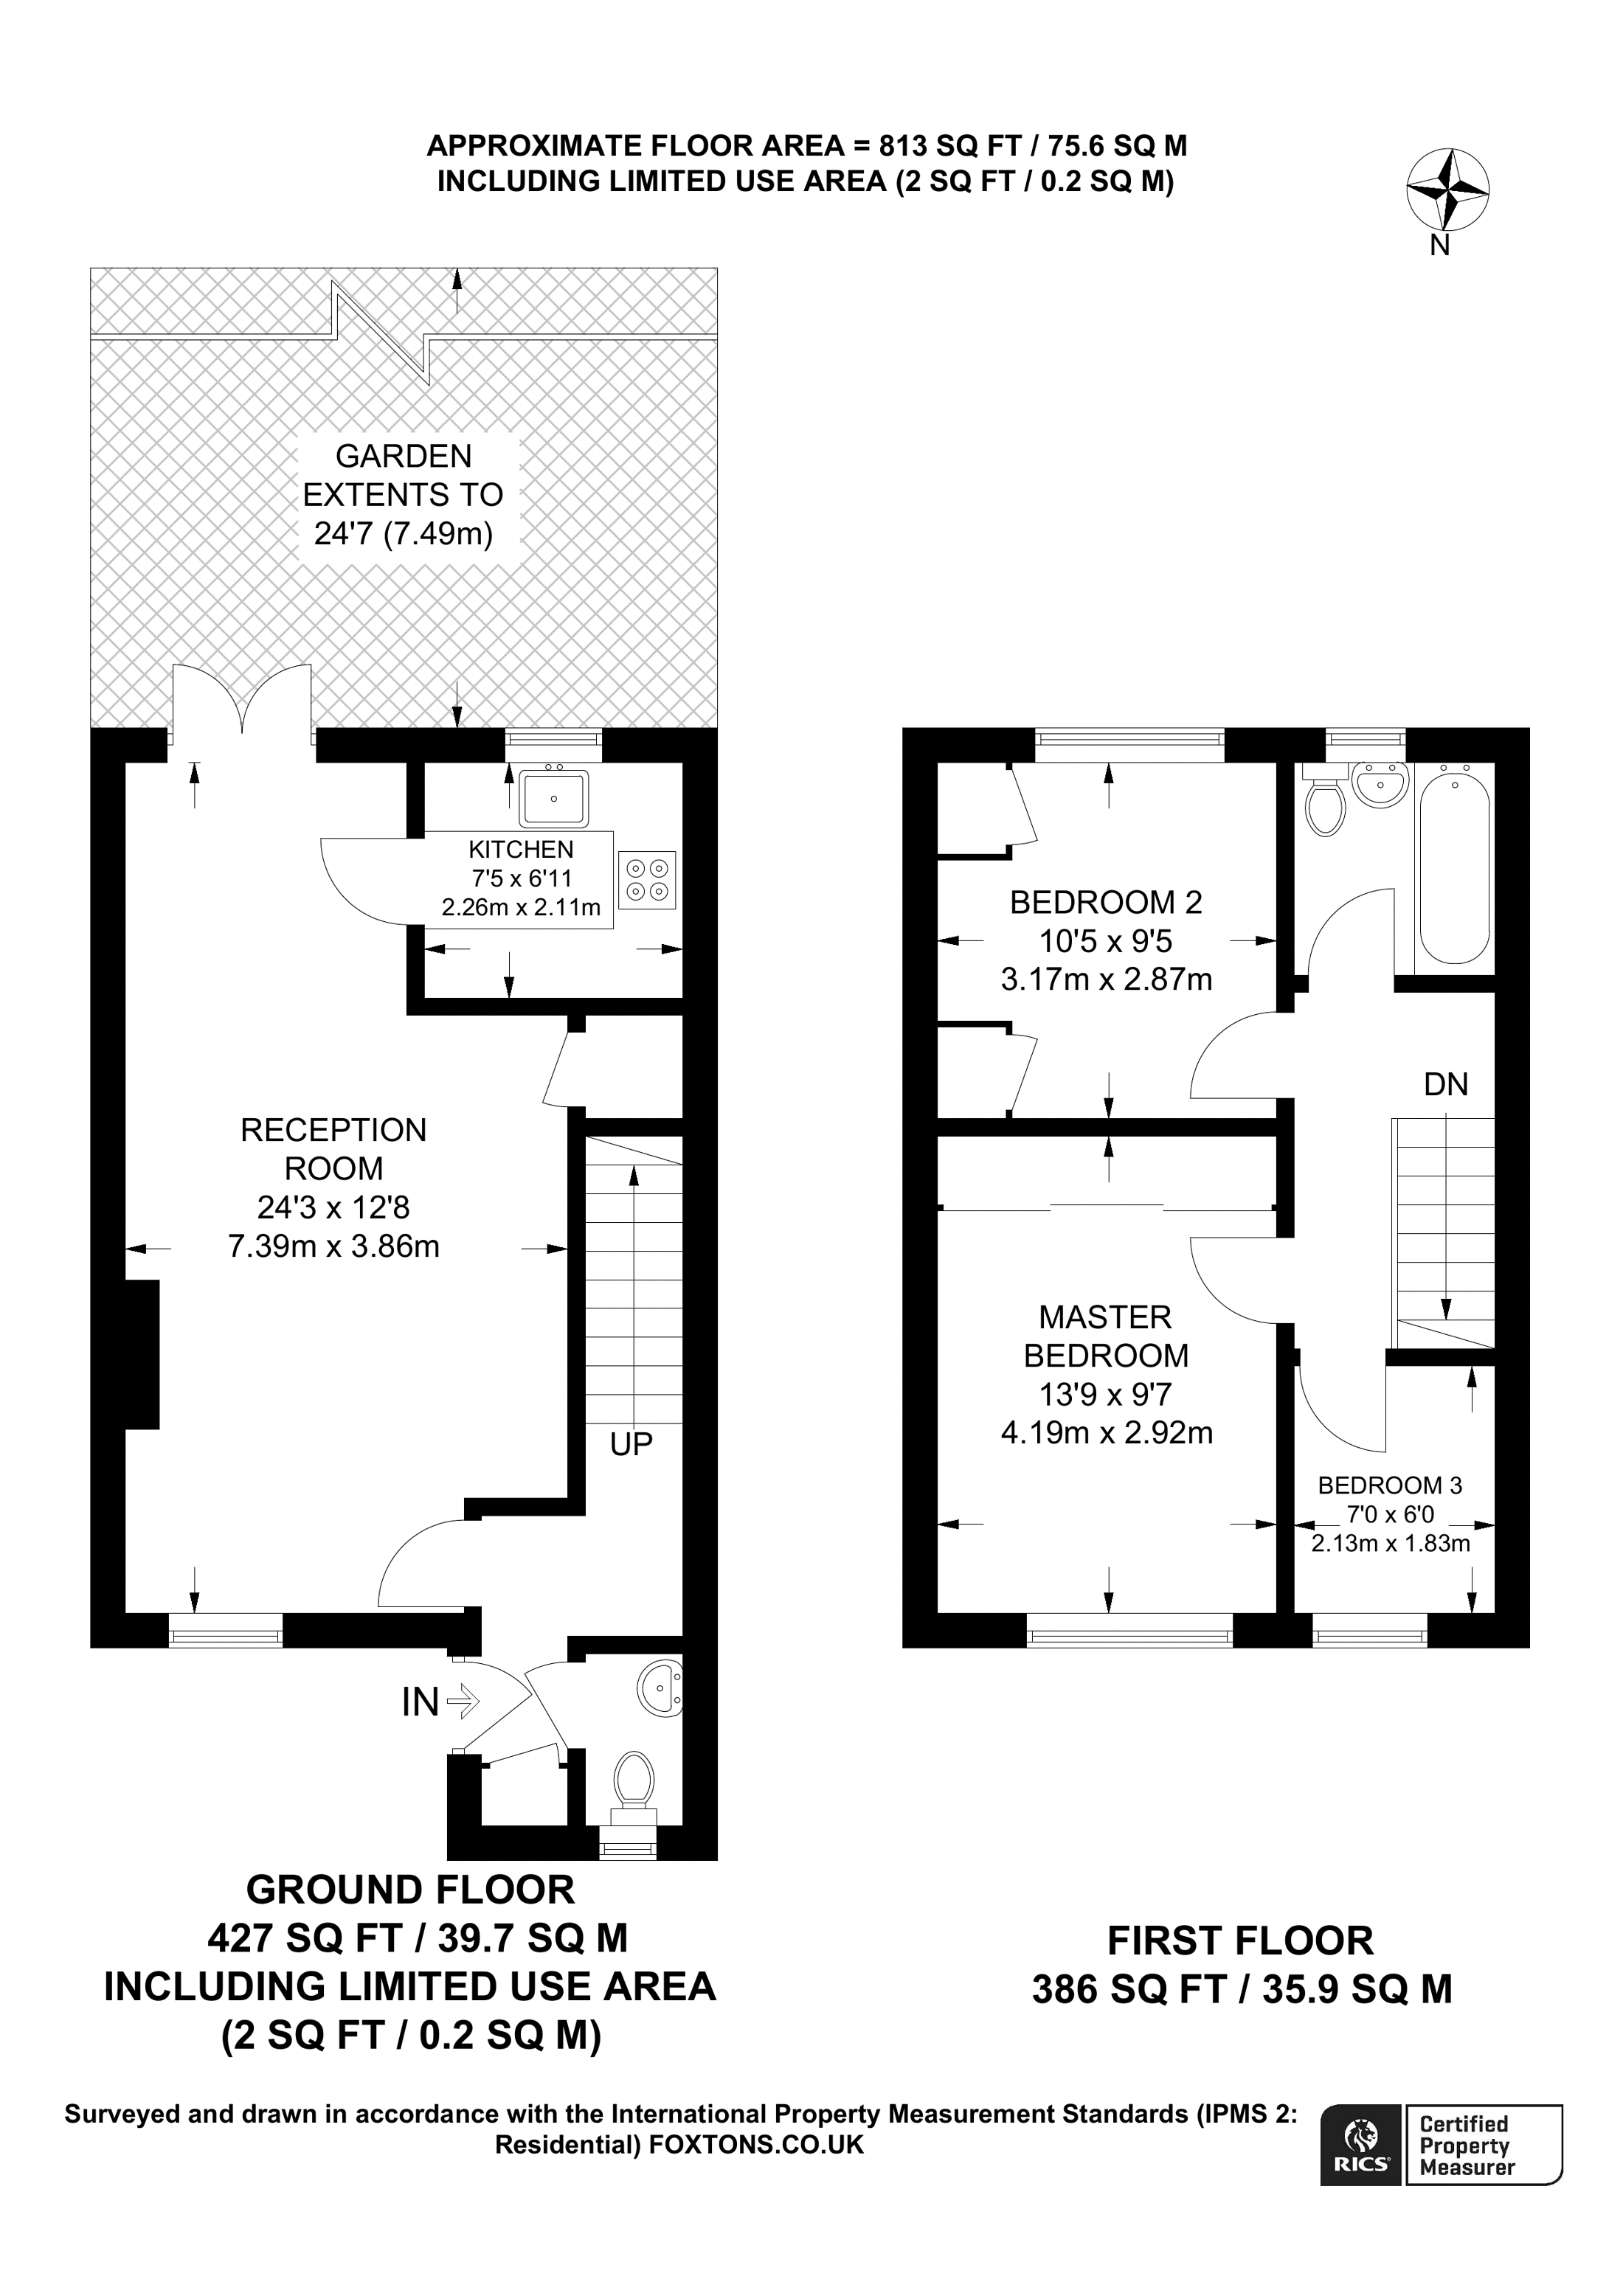 APPROXIMATE FLOOR AREA = 813 SQ FT / 75.6 SQ M
INCLUDING LIMITED USE AREA (2 SQ FT / 0.2 SQ M)
N
GARDEN
EXTENTS TO
24'7 (7.49m)
KITCHEN
7'5 x 6'11
2.26m x 2.11m
RECEPTION
ROOM
24'3 x 12'8
7.39m x 3.86m
UP
IN
BEDROOM 2
10'5 x 9'5
3.17m x 2.87m
DN
MASTER
BEDROOM
13'9 x 9'7
4.19m x 2.92m
BEDROOM 3
7'0 x 6'0
2.13m x 1.83m
GROUND FLOOR
427 SQ FT / 39.7 SQ M
INCLUDING LIMITED USE AREA
(2 SQ FT / 0.2 SQ M)
FIRST FLOOR
386 SQ FT / 35.9 SQ M
Surveyed and drawn in accordance with the International Property Measurement Standards (IPMS 2:
Residential) FOXTONS.CO.UK
RICS
Certified
Property
Measurer